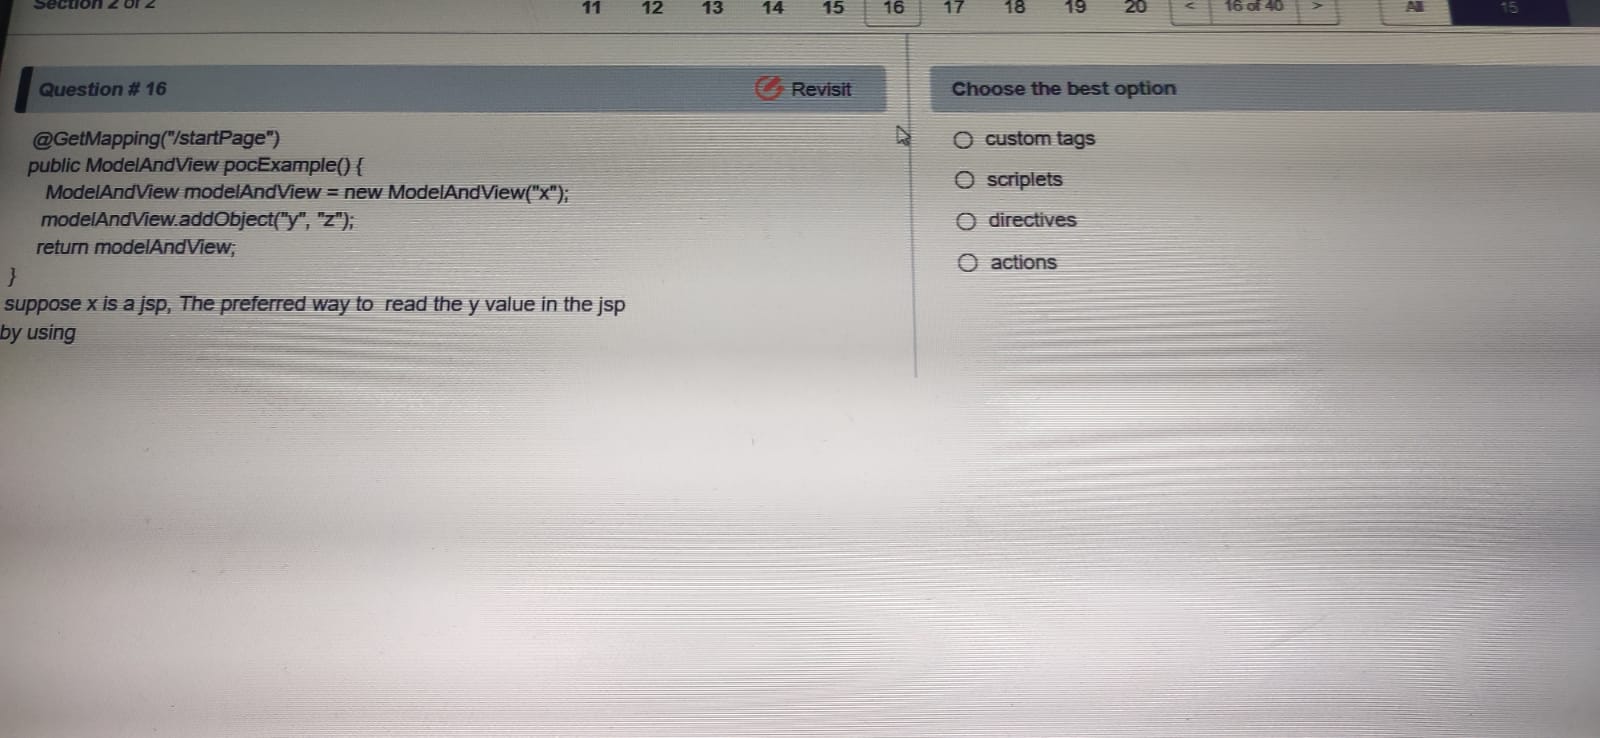 Section 2 of 2
11 12 13 14 15 16 17 18 19 20 < 16 of 40 > All 15
Question # 16
Revisit
@GetMapping("/startPage")
public ModelAndView pocExample() {
ModelAndView modelAndView = new ModelAndView("x");
modelAndView.addObject("y", "z");
return modelAndView;
}
suppose x is a jsp, The preferred way to read the y value in the jsp
by using
Choose the best option
custom tags
scriplets
directives
actions